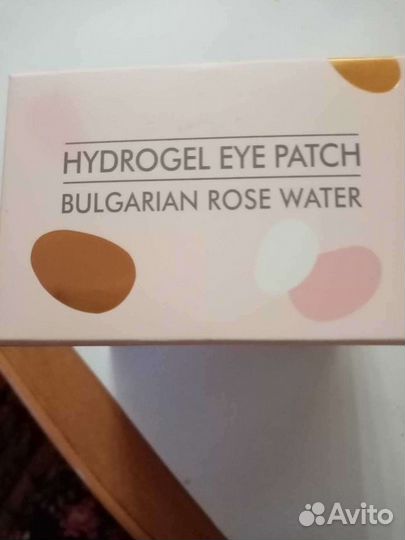 HYDROGEL EYE PATCH
BULGARIAN ROSE WATER
Avito